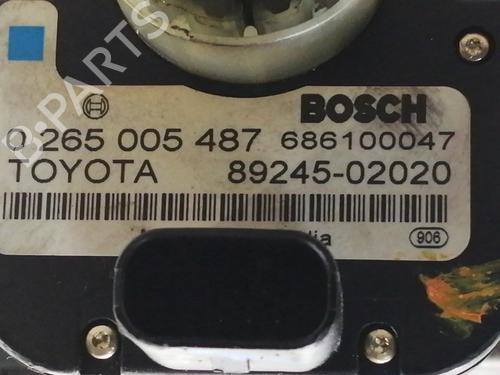 B-PARTS
BOSCH
0 265 005 487 686100047
TOYOTA 89245-02020
906